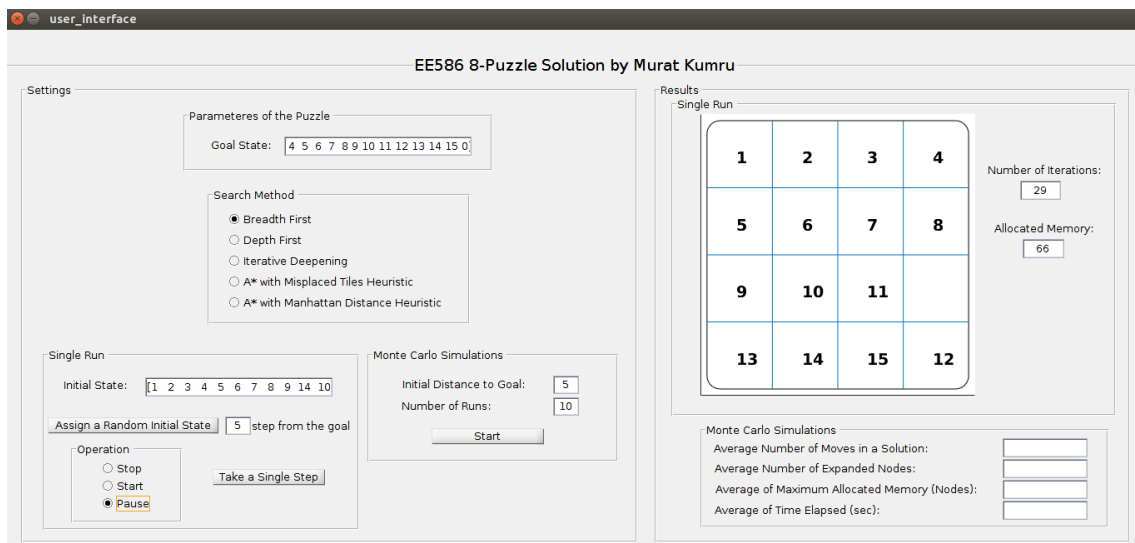 user_interface
EE586 8-Puzzle Solution by Murat Kumru
Settings
Parameteres of the Puzzle
Goal State: 4 5 6 7 8 9 10 11 12 13 14 15 0]
Search Method
Breadth First
Depth First
Iterative Deepening
A* with Misplaced Tiles Heuristic
A* with Manhattan Distance Heuristic
Single Run
Initial State: [1 2 3 4 5 6 7 8 9 14 10
Assign a Random Initial State 5 step from the goal
Operation
Stop
Start
Pause
Take a Single Step
Monte Carlo Simulations
Initial Distance to Goal: 5
Number of Runs: 10
Start
Results
Single Run
1 2 3 4
5 6 7 8
9 10 11
13 14 15 12
Number of Iterations:
29
Allocated Memory:
66
Monte Carlo Simulations
Average Number of Moves in a Solution:
Average Number of Expanded Nodes:
Average of Maximum Allocated Memory (Nodes):
Average of Time Elapsed (sec):